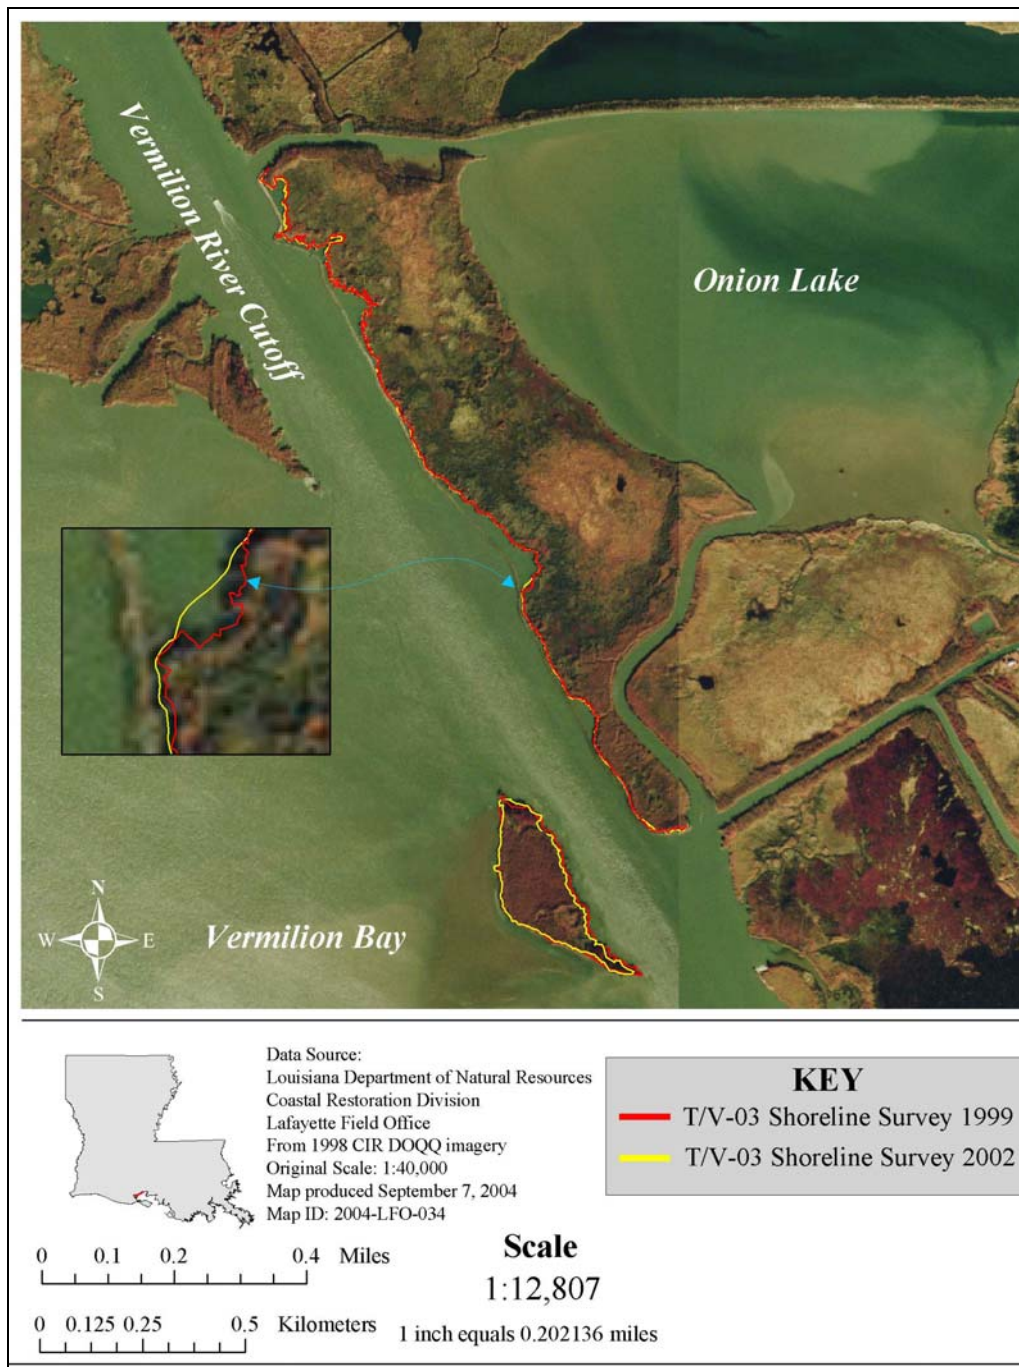 Vermilion River Cutoff
Onion Lake
Vermilion Bay
N
W E
S
Data Source:
Louisiana Department of Natural Resources
Coastal Restoration Division
Lafayette Field Office
From 1998 CIR DOQQ imagery
Original Scale: 1:40,000
Map produced September 7, 2004
Map ID: 2004-LFO-034
KEY
T/V-03 Shoreline Survey 1999
T/V-03 Shoreline Survey 2002
0 0.1 0.2 0.4 Miles
0 0.125 0.25 0.5 Kilometers
Scale
1:12,807
1 inch equals 0.202136 miles